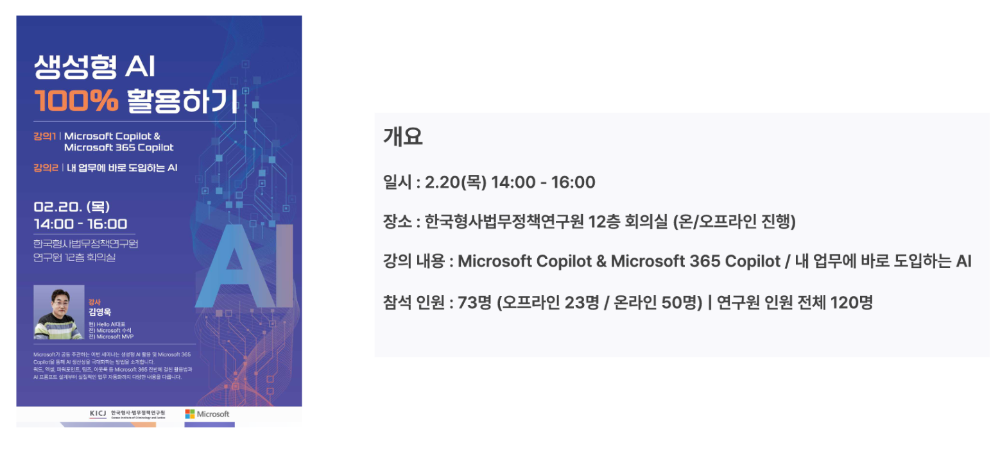 생성형 AI
100% 활용하기
강의1 | Microsoft Copilot &
Microsoft 365 Copilot
강의2 | 내 업무에 바로 도입하는 AI
02.20. (목)
14:00 - 16:00
한국형사법무정책연구원
연구원 12층 회의실
AI
강사
김영욱
현) Hello AI대표
전) Microsoft 수석
전) Microsoft MVP
Microsoft가 공동 주관하는 이번 세미나는 생성형 AI 활용 및 Microsoft 365
Copilot을 통해 AI 생산성을 극대화하는 방법을 소개합니다.
워드, 엑셀, 파워포인트, 팀즈, 아웃룩 등 Microsoft 365 전반에 걸친 활용법과
AI 프롬프트 설계부터 실질적인 업무 자동화까지 다양한 내용을 다룹니다.
KICJ 한국형사·법무정책연구원
Korean Institute of Criminology and Justice
Microsoft
개요
일시 : 2.20(목) 14:00 - 16:00
장소 : 한국형사법무정책연구원 12층 회의실 (온/오프라인 진행)
강의 내용 : Microsoft Copilot & Microsoft 365 Copilot / 내 업무에 바로 도입하는 AI
참석 인원 : 73명 (오프라인 23명 / 온라인 50명) | 연구원 인원 전체 120명